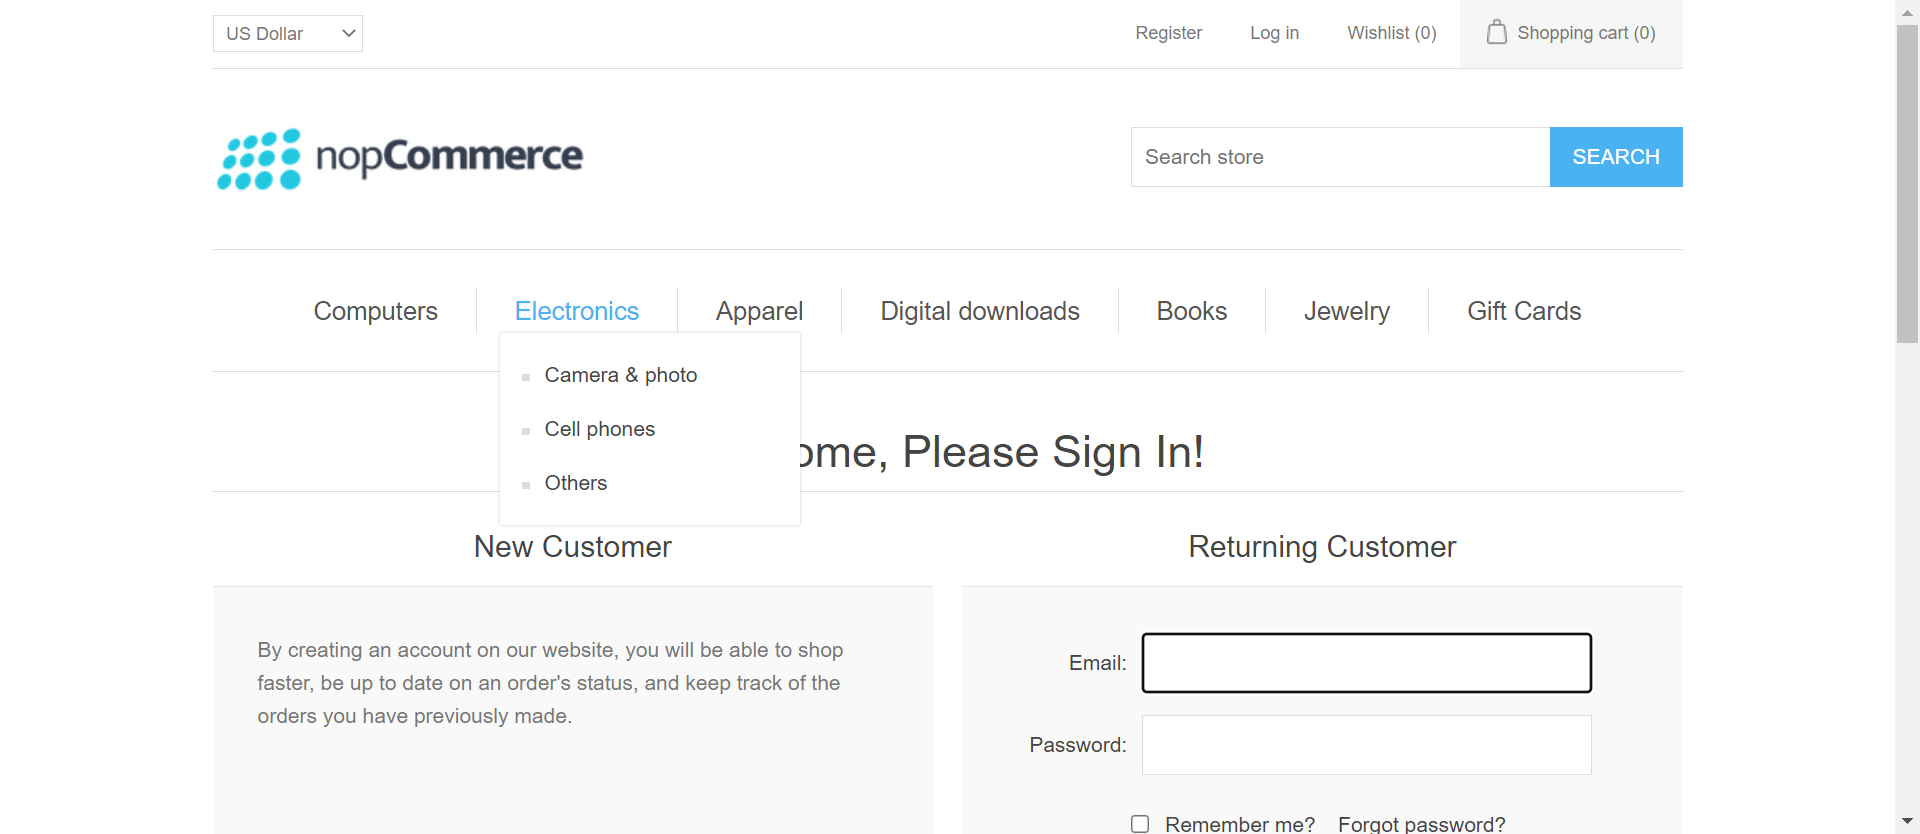 US Dollar
Register
Log in
Wishlist (0)
Shopping cart (0)
nopCommerce
Search store
SEARCH
Computers
Electronics
Apparel
Digital downloads
Books
Jewelry
Gift Cards
Camera & photo
Cell phones
Others
ome, Please Sign In!
New Customer
Returning Customer
By creating an account on our website, you will be able to shop
faster, be up to date on an order's status, and keep track of the
orders you have previously made.
Email:
Password:
Remember me?
Forgot password?